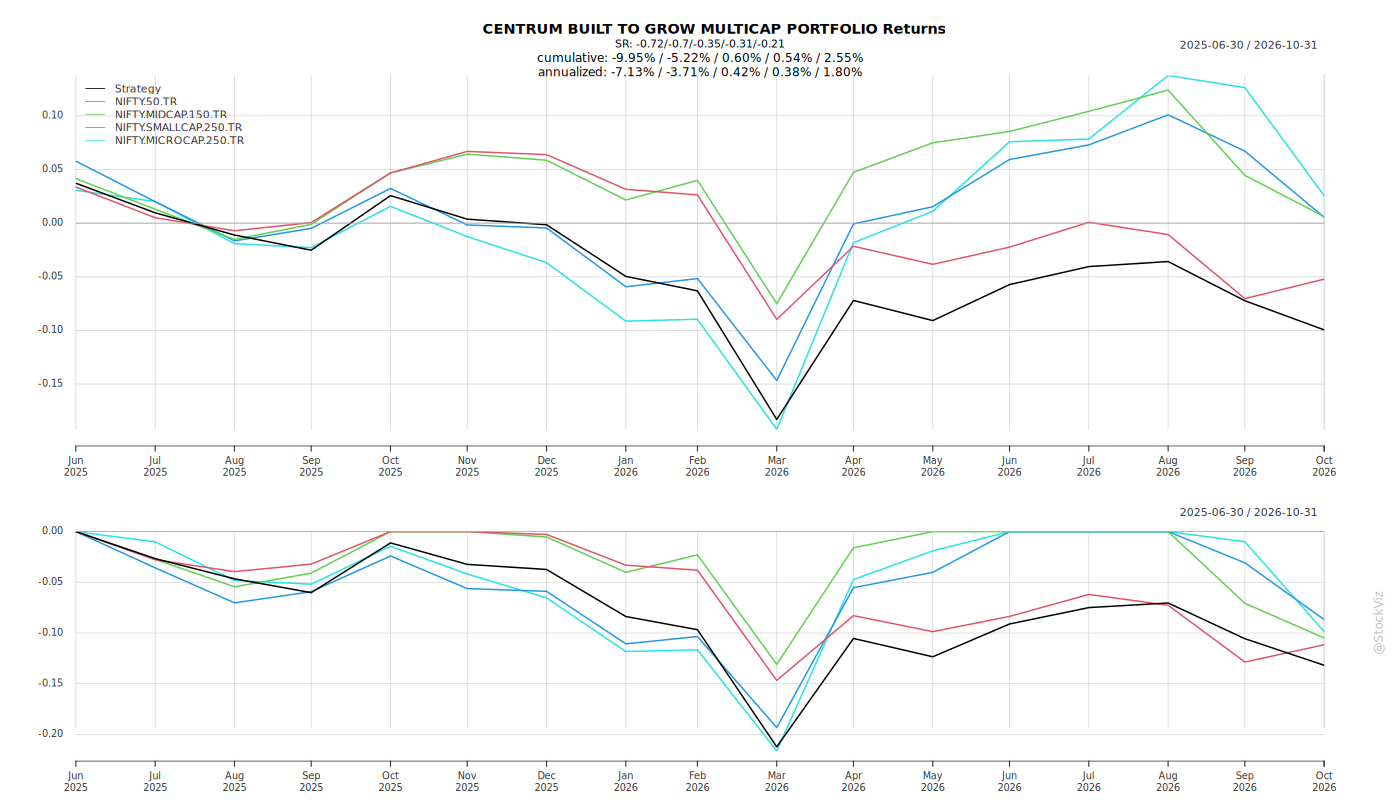 CENTRUM BUILT TO GROW MULTICAP PORTFOLIO Returns
SR: -0.72/-0.7/-0.35/-0.31/-0.21
cumulative: -9.95% / -5.22% / 0.60% / 0.54% / 2.55%
annualized: -7.13% / -3.71% / 0.42% / 0.38% / 1.80%
2025-06-30 / 2026-10-31
Strategy
NIFTY.50.TR
NIFTY.MIDCAP.150.TR
NIFTY.SMALLCAP.250.TR
NIFTY.MICROCAP.250.TR
0.10
0.05
0.00
-0.05
-0.10
-0.15
Jun Jul Aug Sep Oct Nov Dec Jan Feb Mar Apr May Jun Jul Aug Sep Oct
2025 2025 2025 2025 2025 2025 2025 2026 2026 2026 2026 2026 2026 2026 2026 2026 2026
2025-06-30 / 2026-10-31
0.00
-0.05
-0.10
-0.15
-0.20
Jun Jul Aug Sep Oct Nov Dec Jan Feb Mar Apr May Jun Jul Aug Sep Oct
2025 2025 2025 2025 2025 2025 2025 2026 2026 2026 2026 2026 2026 2026 2026 2026 2026
@StockViz